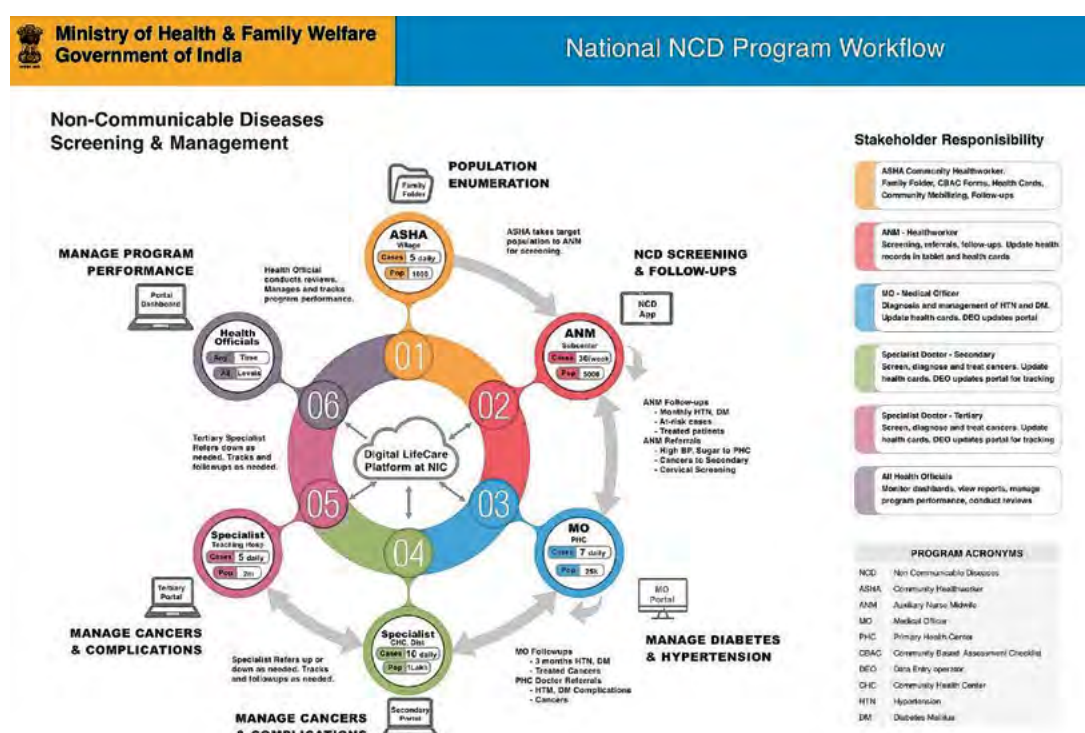 Ministry of Health & Family Welfare
Government of India
National NCD Program Workflow
Non-Communicable Diseases
Screening & Management
Family
Folder
POPULATION
ENUMERATION
ASHA
Village
Cases 5 daily
Pop 1000
ASHA takes target
population to ANM
for screening.
NCD SCREENING
& FOLLOW-UPS
NCD
App
ANM
Subcenter
Cases 30/week
Pop 5000
ANM Follow-ups
- Monthly HTN, DM
- At-risk cases
- Treated patients
ANM Referrals
- High BP, Sugar to PHC
- Cancers to Secondary
- Cervical Screening
MO
PHC
Cases 7 daily
Pop 25k
MO
Portal
MANAGE DIABETES
& HYPERTENSION
MO Followups
- 3 months HTN, DM
- Treated Cancers
PHC Doctor Referrals
- HTM, DM Complications
- Cancers
Specialist
CHC, Dist
Cases 10 daily
Pop 1Lakh
Secondary
Portal
MANAGE CANCERS
& COMPLICATIONS
Specialist Refers up or
down as needed. Tracks
and followups as needed.
Specialist
Teaching Hosp
Cases 5 daily
Pop 2m
Tertiary
Portal
MANAGE CANCERS
& COMPLICATIONS
Tertiary Specialist
Refers down as
needed. Tracks and
followups as needed.
Health
Officials
Any Time
All Levels
Portal
Dashboard
MANAGE PROGRAM
PERFORMANCE
Health Official
conducts reviews.
Manages and tracks
program performance.
01
02
03
04
05
06
Digital LifeCare
Platform at NIC
Stakeholder Responisibility
ASHA Community Healthworker.
Family Folder, CBAC Forms, Health Cards,
Community Mobilizing, Follow-ups
ANM - Healthworker
Screening, referrals, follow-ups. Update health
records in tablet and health cards
MO - Medical Officer
Diagnosis and management of HTN and DM.
Update health cards. DEO updates portal
Specialist Doctor - Secondary
Screen, diagnose and treat cancers. Update
health cards. DEO updates portal for tracking
Specialist Doctor - Tertiary
Screen, diagnose and treat cancers. Update
health cards. DEO updates portal for tracking
All Health Officials
Monitor dashbards, view reports, manage
program performance, conduct reviews
PROGRAM ACRONYMS
NCD Non Communicable Diseases
ASHA Community Healthworker
ANM Auxiliary Nurse Midwife
MO Medical Officer
PHC Primary Health Center
CBAC Community Based Assessment Checklist
DEO Data Entry operator
CHC Community Health Center
HTN Hypertension
DM Diabetes Mellitus